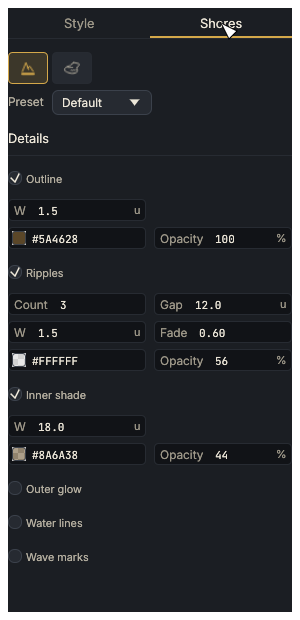 Style Shores
Preset Default
Details
Outline
W 1.5 u
#5A4628 Opacity 100 %
Ripples
Count 3 Gap 12.0 u
W 1.5 u Fade 0.60
#FFFFFF Opacity 56 %
Inner shade
W 18.0 u
#8A6A38 Opacity 44 %
Outer glow
Water lines
Wave marks